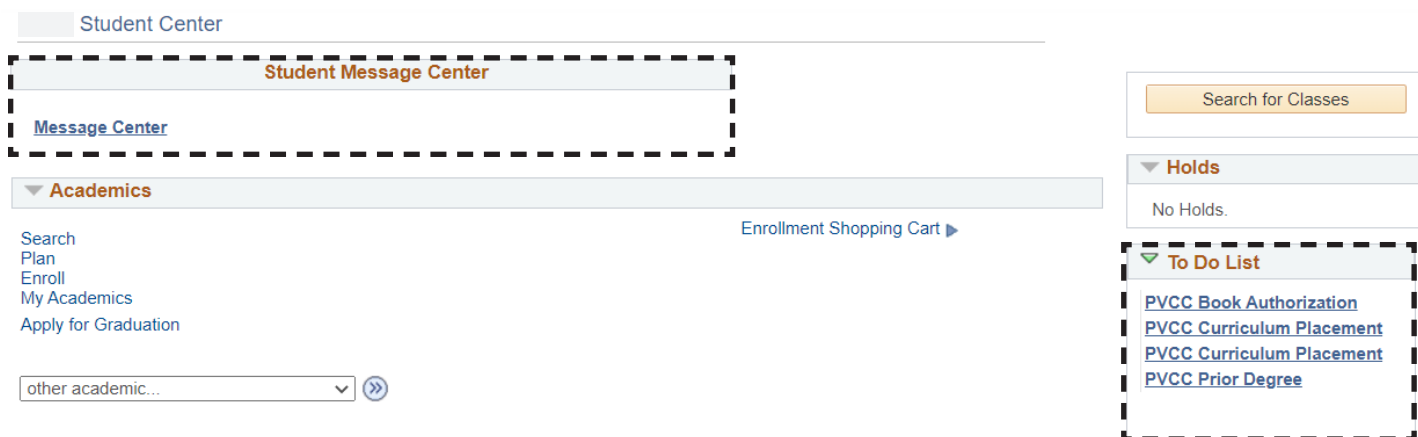 Student Center
Student Message Center
Message Center
Academics
Search
Plan
Enroll
My Academics
Apply for Graduation
Enrollment Shopping Cart
other academic...
Search for Classes
Holds
No Holds.
To Do List
PVCC Book Authorization
PVCC Curriculum Placement
PVCC Curriculum Placement
PVCC Prior Degree